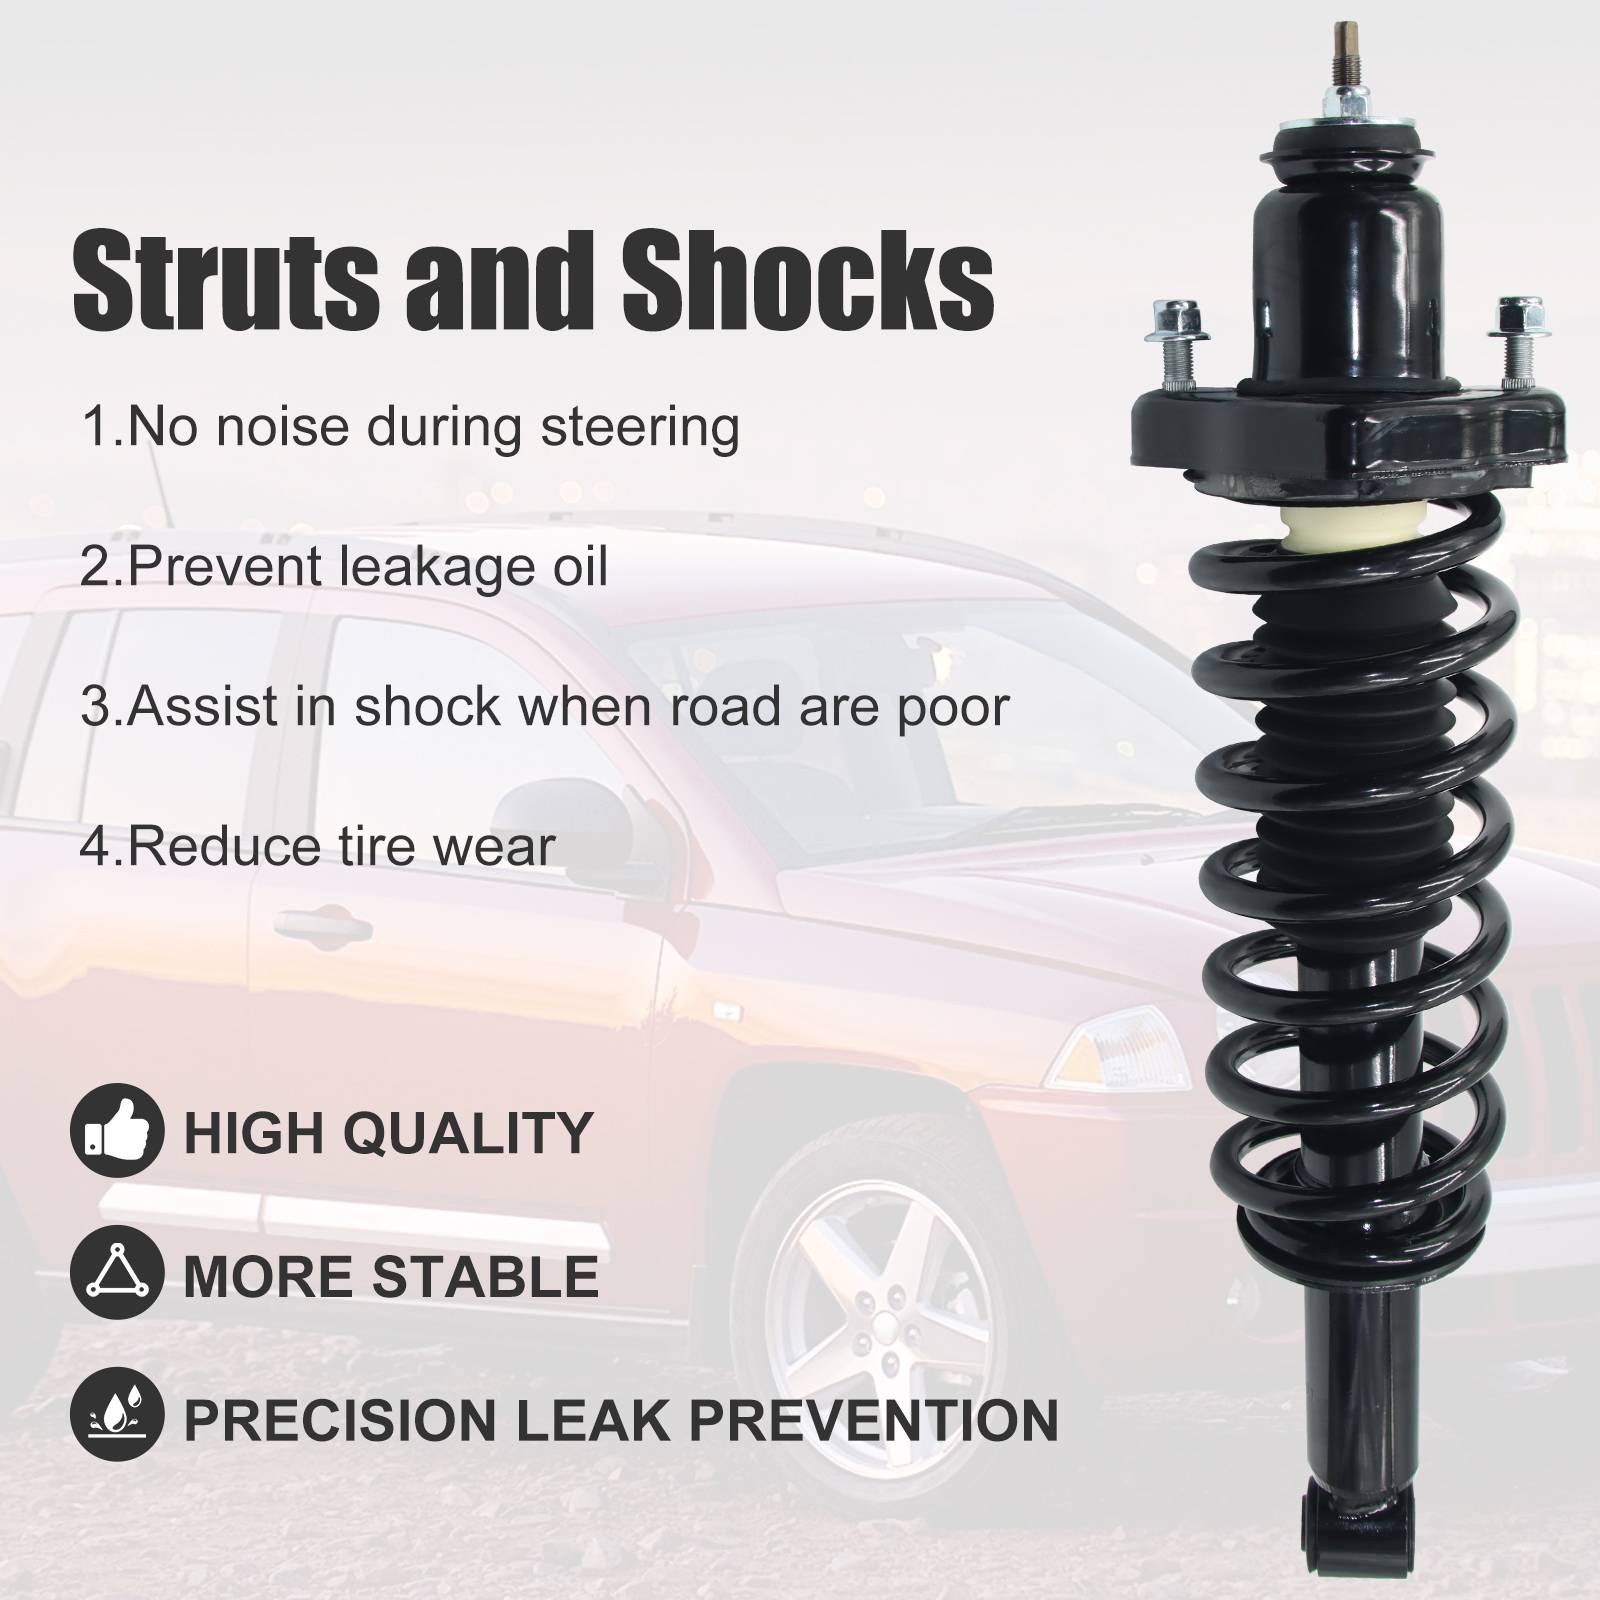 Struts and Shocks
1.No noise during steering
2.Prevent leakage oil
3.Assist in shock when road are poor
4.Reduce tire wear
HIGH QUALITY
MORE STABLE
PRECISION LEAK PREVENTION